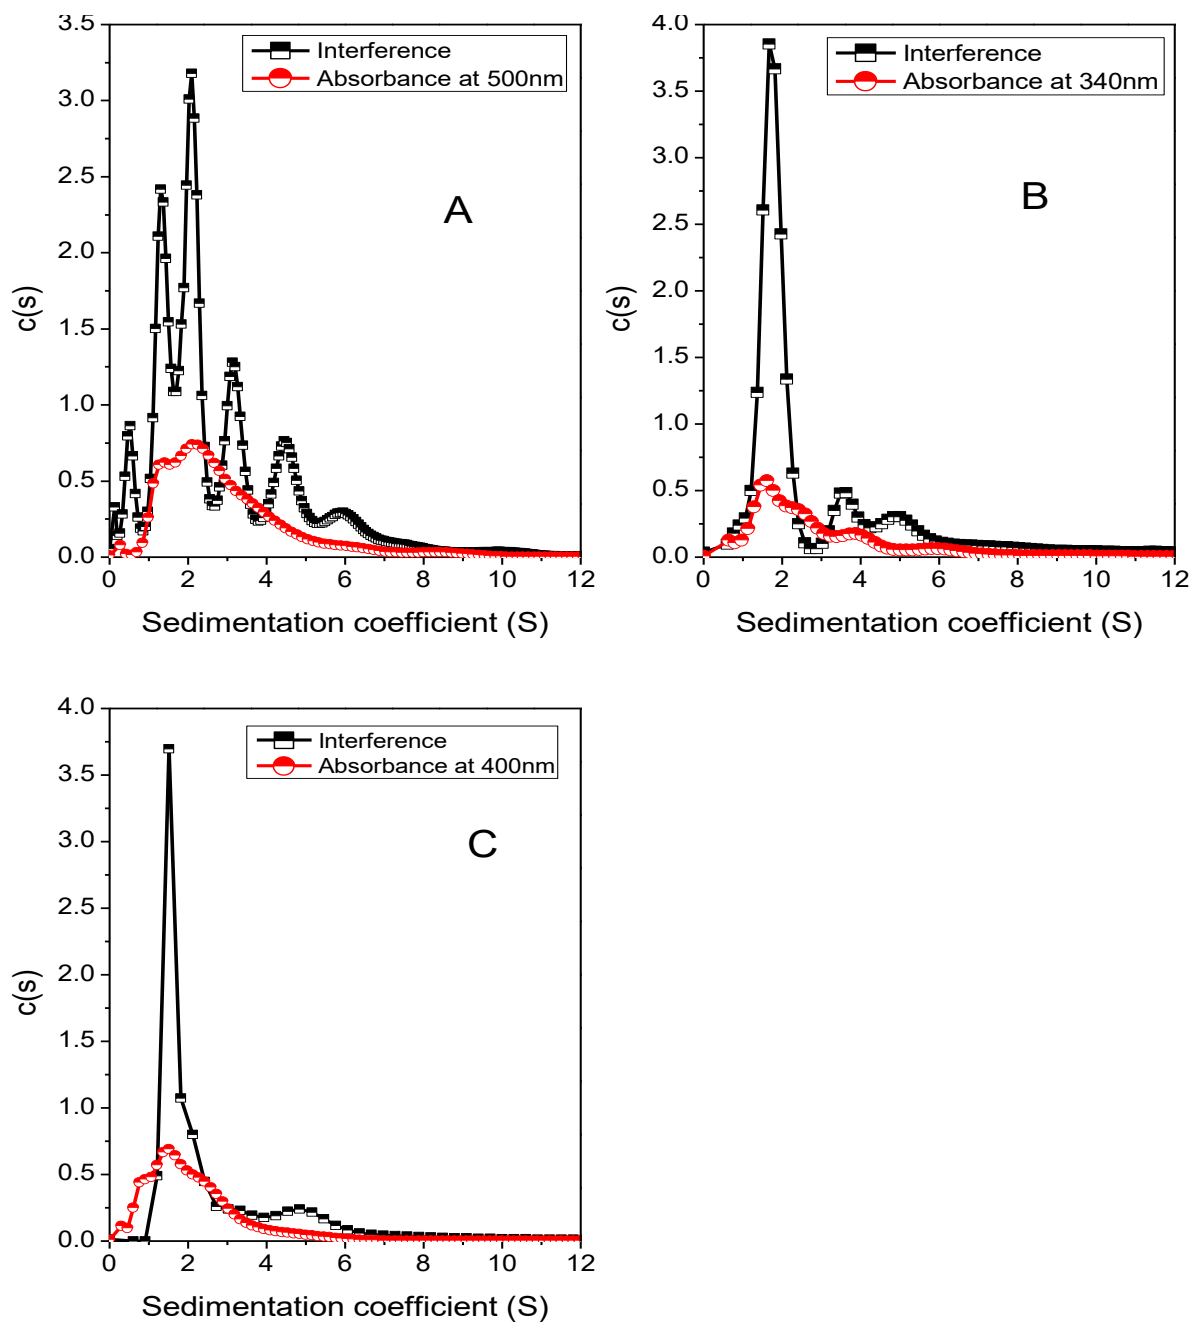 Interference
Absorbance at 500nm
A
3.5
3.0
2.5
2.0
1.5
1.0
0.5
0.0
c(s)
0 2 4 6 8 10 12
Sedimentation coefficient (S)
Interference
Absorbance at 340nm
B
4.0
3.5
3.0
2.5
2.0
1.5
1.0
0.5
0.0
c(s)
0 2 4 6 8 10 12
Sedimentation coefficient (S)
Interference
Absorbance at 400nm
C
4.0
3.5
3.0
2.5
2.0
1.5
1.0
0.5
0.0
c(s)
0 2 4 6 8 10 12
Sedimentation coefficient (S)